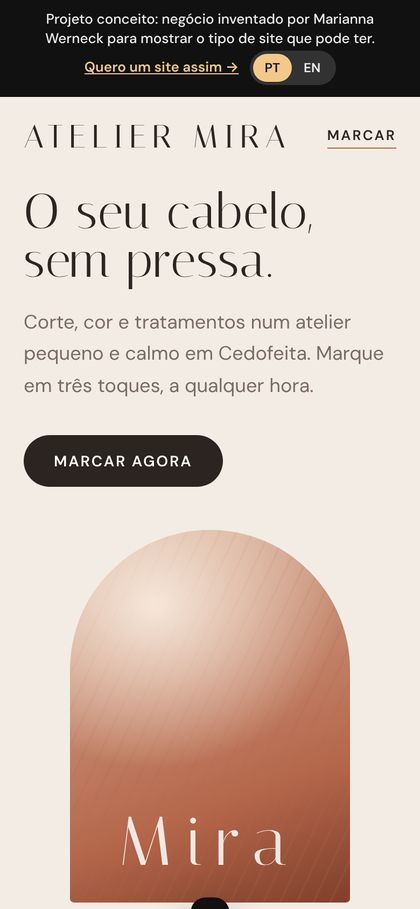 Projeto conceito: negócio inventado por Marianna
Werneck para mostrar o tipo de site que pode ter.
Quero um site assim → PT EN
ATELIER MIRA MARCAR
O seu cabelo,
sem pressa.
Corte, cor e tratamentos num atelier
pequeno e calmo em Cedofeita. Marque
em três toques, a qualquer hora.
MARCAR AGORA
Mira